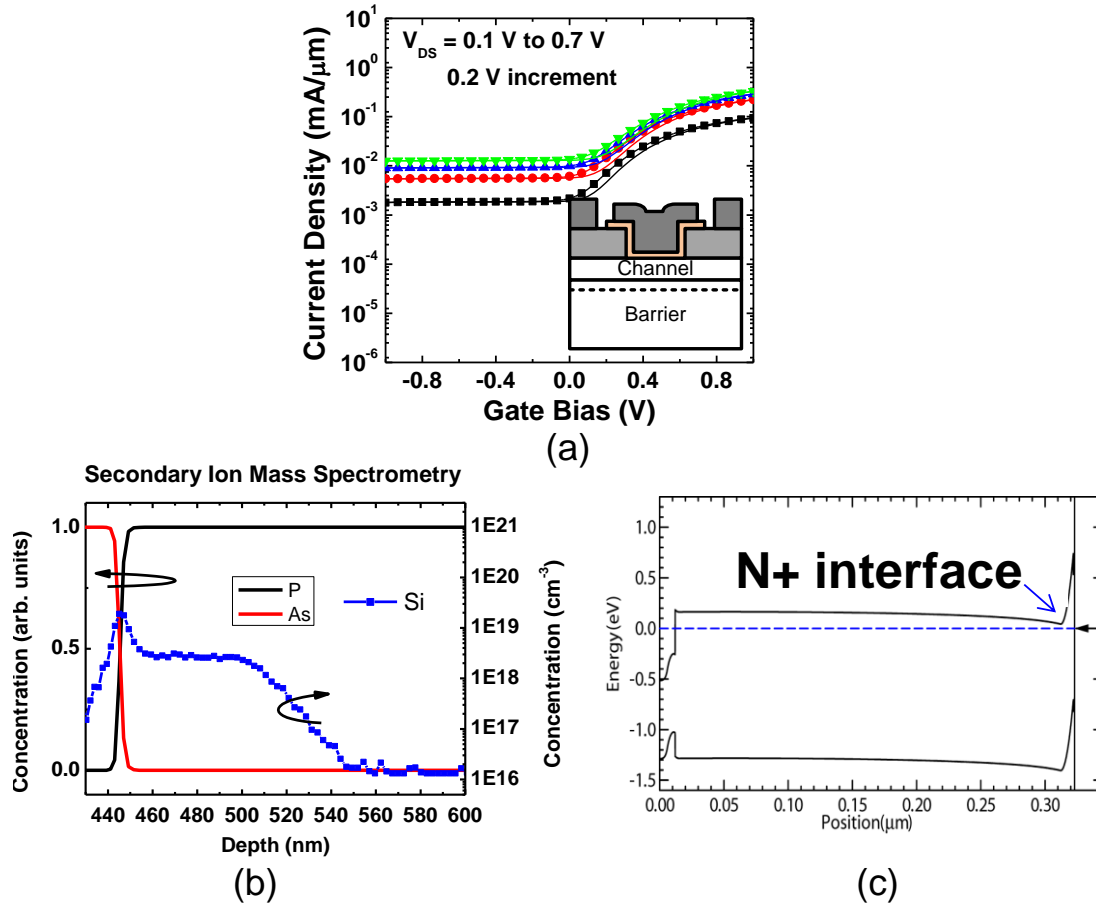 (a)
10^1
V_DS = 0.1 V to 0.7 V
10^0
0.2 V increment
10^-1
10^-2
10^-3
10^-4
10^-5
10^-6
Current Density (mA/μm)
Channel
Barrier
-0.8 -0.4 0.0 0.4 0.8
Gate Bias (V)
(a)
Secondary Ion Mass Spectrometry
1.0
0.5
0.0
Concentration (arb. units)
P
As
Si
1E21
1E20
1E19
1E18
1E17
1E16
Concentration (cm^-3)
440 460 480 500 520 540 560 580 600
Depth (nm)
(b)
1.0
0.5
0.0
-0.5
-1.0
-1.5
Energy(eV)
N+ interface
0.00 0.05 0.10 0.15 0.20 0.25 0.30
Position(μm)
(c)